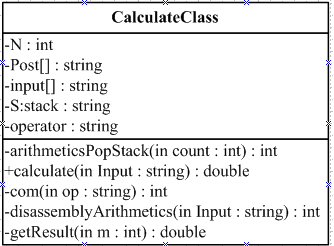 CalculateClass
-N : int
-Post[] : string
-input[] : string
-S:stack : string
-operator : string
-arithmeticsPopStack(in count : int) : int
+calculate(in Input : string) : double
-com(in op : string) : int
-disassemblyArithmetics(in Input : string) : int
-getResult(in m : int) : double